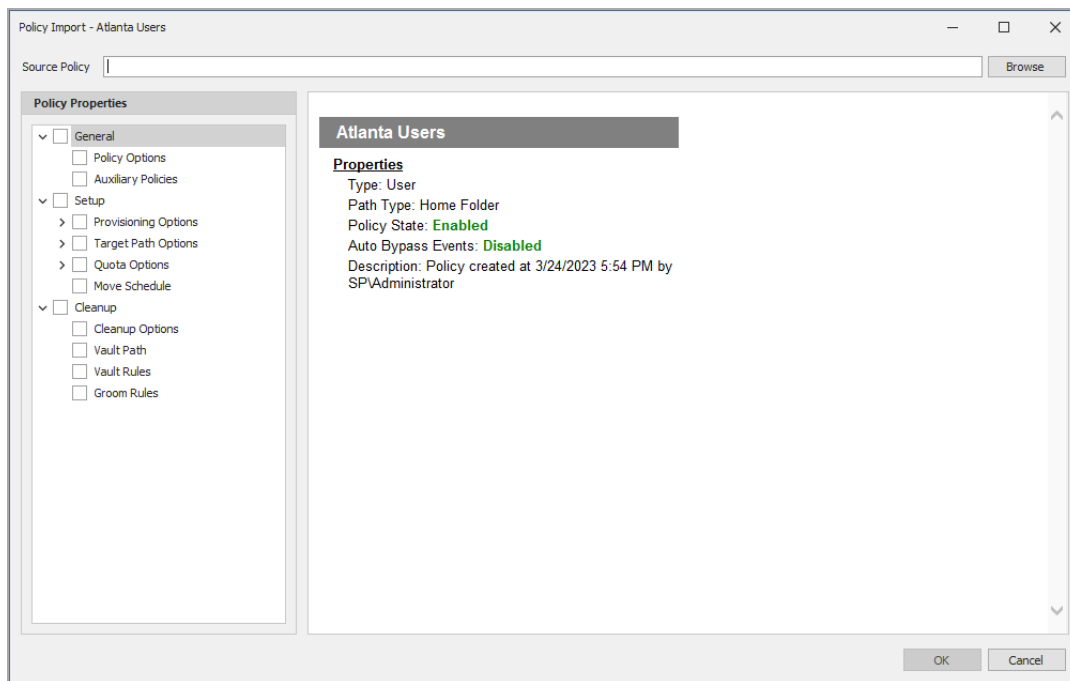 Policy Import - Atlanta Users
Source Policy
Browse
Policy Properties
General
Policy Options
Auxiliary Policies
Setup
Provisioning Options
Target Path Options
Quota Options
Move Schedule
Cleanup
Cleanup Options
Vault Path
Vault Rules
Groom Rules
Atlanta Users
Properties
Type: User
Path Type: Home Folder
Policy State: Enabled
Auto Bypass Events: Disabled
Description: Policy created at 3/24/2023 5:54 PM by
SP\Administrator
OK
Cancel